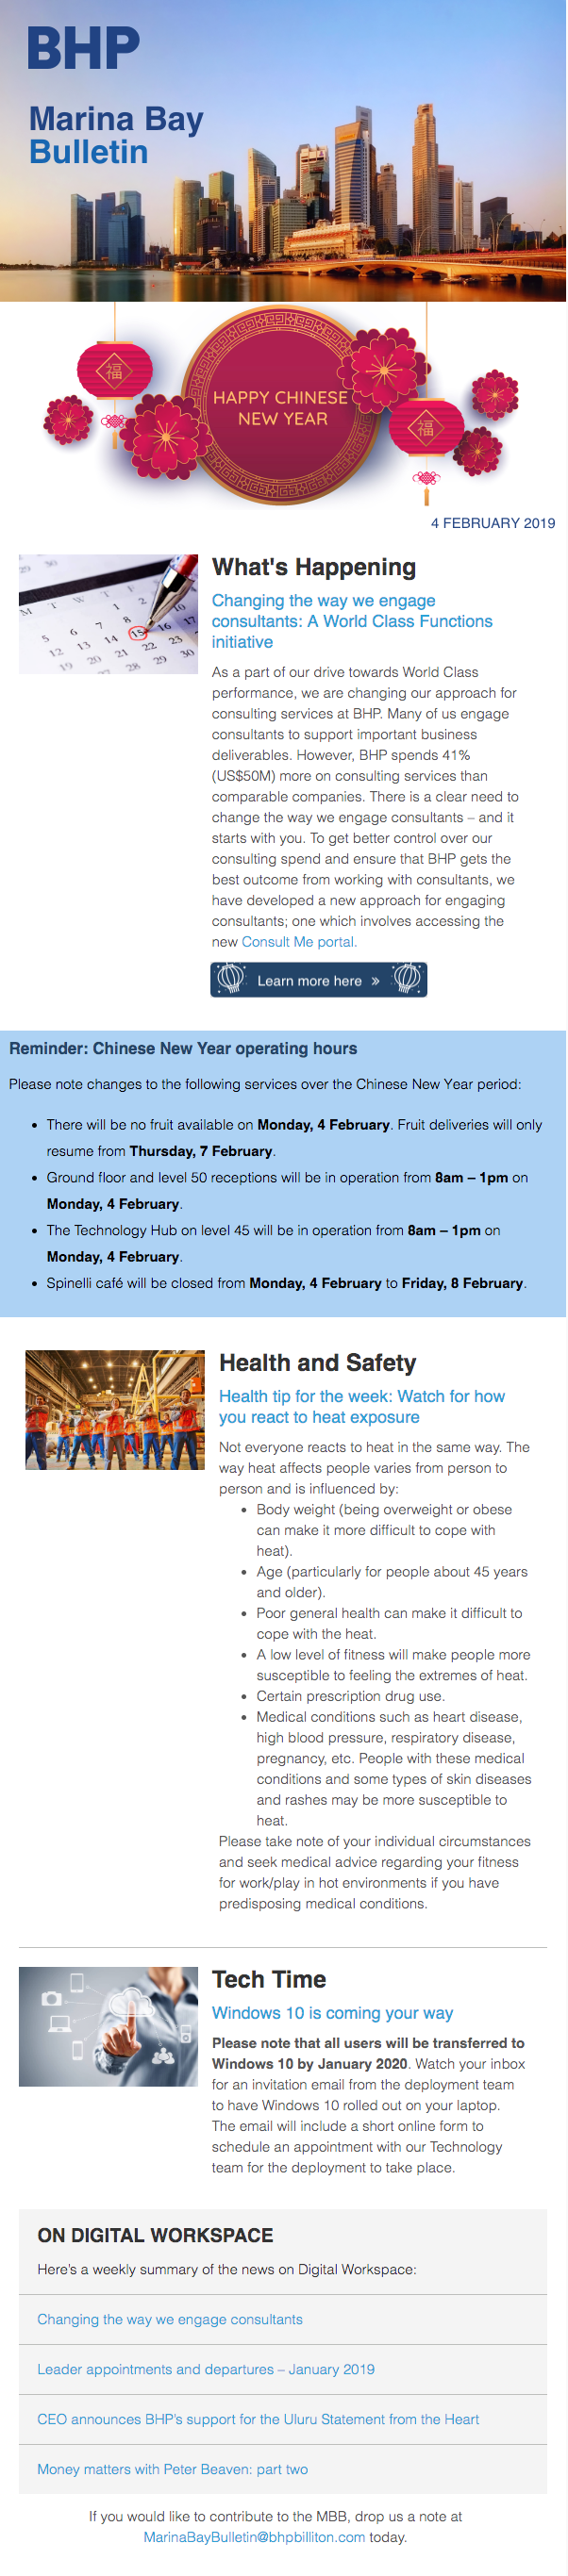 BHP
Marina Bay
Bulletin
福
HAPPY CHINESE
NEW YEAR
福
4 FEBRUARY 2019
What's Happening
Changing the way we engage
consultants: A World Class Functions
initiative
As a part of our drive towards World Class
performance, we are changing our approach for
consulting services at BHP. Many of us engage
consultants to support important business
deliverables. However, BHP spends 41%
(US$50M) more on consulting services than
comparable companies. There is a clear need to
change the way we engage consultants – and it
starts with you. To get better control over our
consulting spend and ensure that BHP gets the
best outcome from working with consultants, we
have developed a new approach for engaging
consultants; one which involves accessing the
new Consult Me portal.
Learn more here »
Reminder: Chinese New Year operating hours
Please note changes to the following services over the Chinese New Year period:
• There will be no fruit available on Monday, 4 February. Fruit deliveries will only
resume from Thursday, 7 February.
• Ground floor and level 50 receptions will be in operation from 8am – 1pm on
Monday, 4 February.
• The Technology Hub on level 45 will be in operation from 8am – 1pm on
Monday, 4 February.
• Spinelli café will be closed from Monday, 4 February to Friday, 8 February.
Health and Safety
Health tip for the week: Watch for how
you react to heat exposure
Not everyone reacts to heat in the same way. The
way heat affects people varies from person to
person and is influenced by:
• Body weight (being overweight or obese
can make it more difficult to cope with
heat).
• Age (particularly for people about 45 years
and older).
• Poor general health can make it difficult to
cope with the heat.
• A low level of fitness will make people more
susceptible to feeling the extremes of heat.
• Certain prescription drug use.
• Medical conditions such as heart disease,
high blood pressure, respiratory disease,
pregnancy, etc. People with these medical
conditions and some types of skin diseases
and rashes may be more susceptible to
heat.
Please take note of your individual circumstances
and seek medical advice regarding your fitness
for work/play in hot environments if you have
predisposing medical conditions.
Tech Time
Windows 10 is coming your way
Please note that all users will be transferred to
Windows 10 by January 2020. Watch your inbox
for an invitation email from the deployment team
to have Windows 10 rolled out on your laptop.
The email will include a short online form to
schedule an appointment with our Technology
team for the deployment to take place.
ON DIGITAL WORKSPACE
Here's a weekly summary of the news on Digital Workspace:
Changing the way we engage consultants
Leader appointments and departures – January 2019
CEO announces BHP's support for the Uluru Statement from the Heart
Money matters with Peter Beaven: part two
If you would like to contribute to the MBB, drop us a note at
MarinaBayBulletin@bhpbilliton.com today.